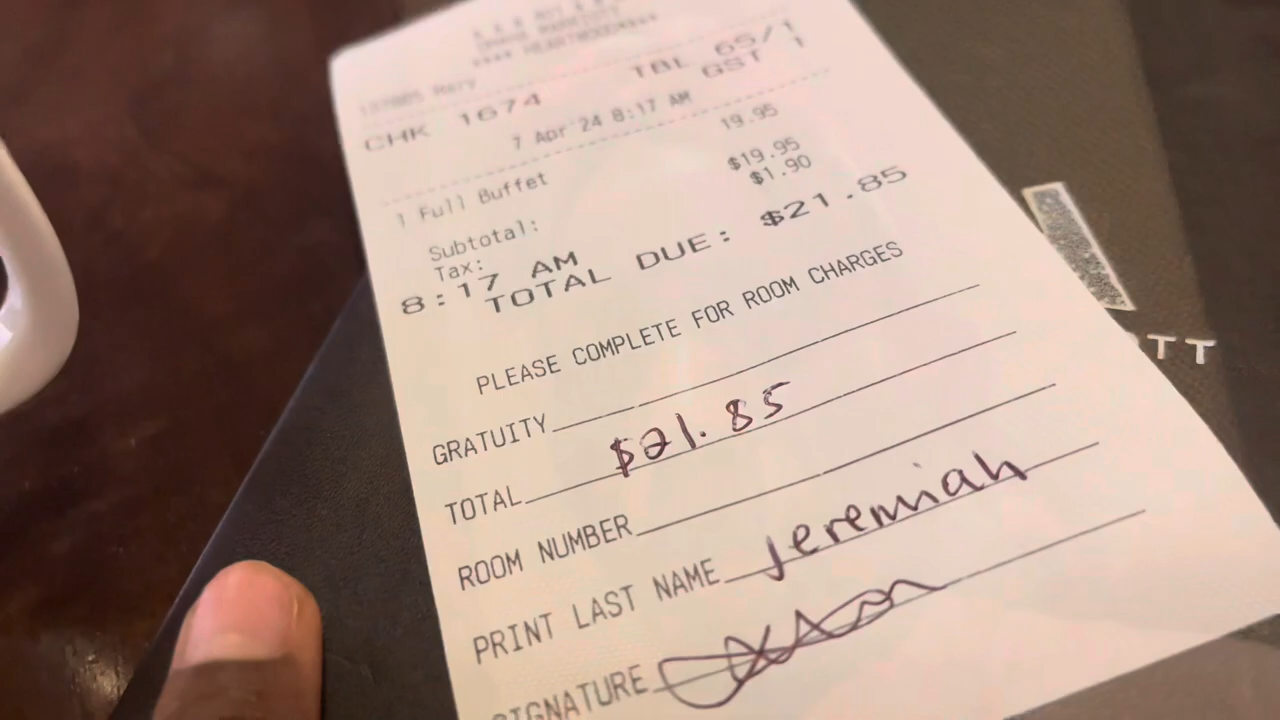 CHK 1674 TBL 65/1
GST 1
7 Apr'24 8:17 AM
1 Full Buffet 19.95
Subtotal: $19.95
Tax: $1.90
8:17 AM
TOTAL DUE: $21.85
PLEASE COMPLETE FOR ROOM CHARGES
GRATUITY
TOTAL $21.85
ROOM NUMBER
PRINT LAST NAME Jeremiah
SIGNATURE
TT